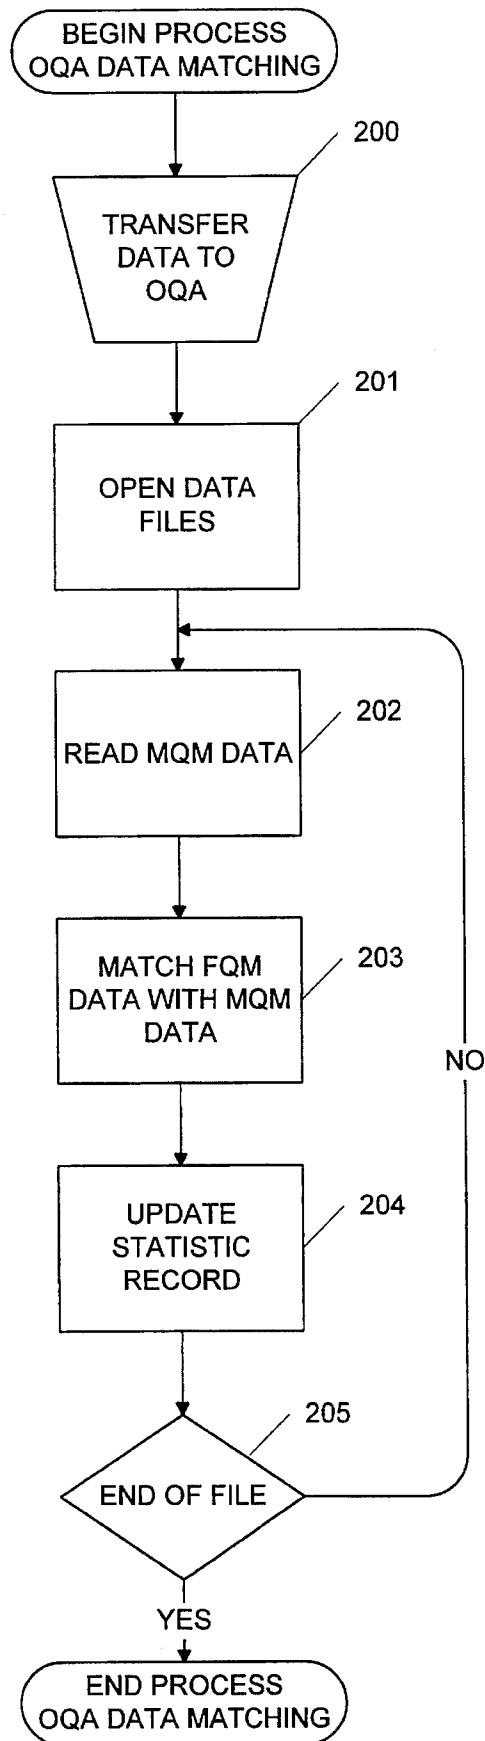 BEGIN PROCESS
OQA DATA MATCHING
200
TRANSFER
DATA TO
OQA
201
OPEN DATA
FILES
202
READ MQM DATA
203
MATCH FQM
DATA WITH MQM
DATA
NO
204
UPDATE
STATISTIC
RECORD
205
END OF FILE
YES
END PROCESS
OQA DATA MATCHING